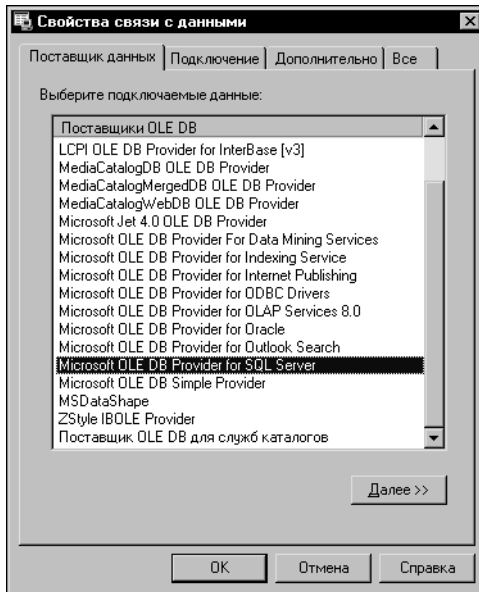 Свойства связи с данными
Поставщик данных Подключение Дополнительно Все
Выберите подключаемые данные:
Поставщики OLE DB
LCPI OLE DB Provider for InterBase [v3]
MediaCatalogDB OLE DB Provider
MediaCatalogMergedDB OLE DB Provider
MediaCatalogWebDB OLE DB Provider
Microsoft Jet 4.0 OLE DB Provider
Microsoft OLE DB Provider For Data Mining Services
Microsoft OLE DB Provider for Indexing Service
Microsoft OLE DB Provider for Internet Publishing
Microsoft OLE DB Provider for ODBC Drivers
Microsoft OLE DB Provider for OLAP Services 8.0
Microsoft OLE DB Provider for Oracle
Microsoft OLE DB Provider for Outlook Search
Microsoft OLE DB Provider for SQL Server
Microsoft OLE DB Simple Provider
MSDataShape
ZStyle IBOLE Provider
Поставщик OLE DB для служб каталогов
Далее >>
OK Отмена Справка